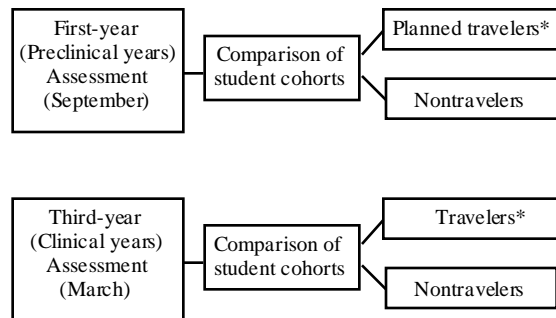 First-year
(Preclinical years)
Assessment
(September)
Comparison of
student cohorts
Planned travelers*
Nontravelers
Third-year
(Clinical years)
Assessment
(March)
Comparison of
student cohorts
Travelers*
Nontravelers